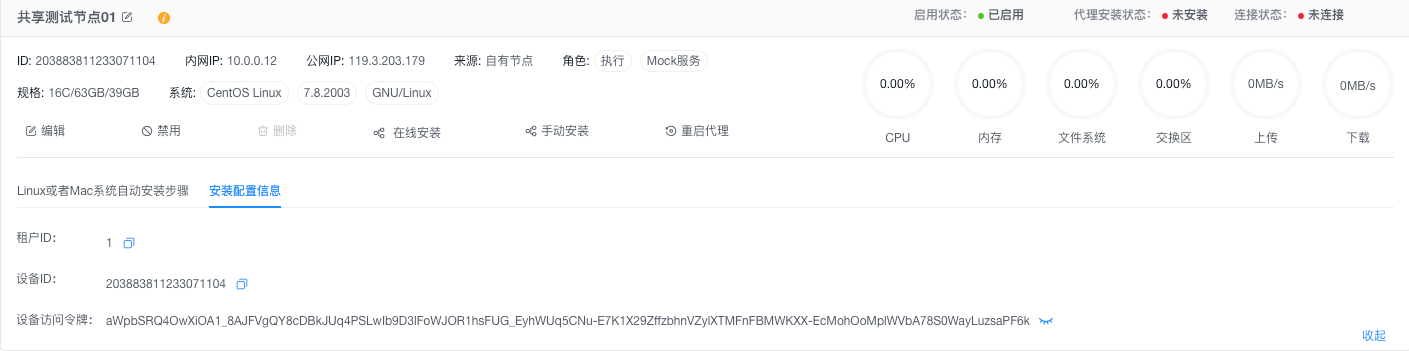 共享测试节点01 启用状态： 已启用 代理安装状态： 未安装 连接状态： 未连接
ID: 203883811233071104 内网IP: 10.0.0.12 公网IP: 119.3.203.179 来源: 自有节点 角色: 执行 Mock服务
规格: 16C/63GB/39GB 系统: CentOS Linux 7.8.2003 GNU/Linux
0.00% 0.00% 0.00% 0.00% 0MB/s 0MB/s
CPU 内存 文件系统 交换区 上传 下载
编辑 禁用 删除 在线安装 手动安装 重启代理
Linux或者Mac系统自动安装步骤 安装配置信息
租户ID： 1
设备ID： 203883811233071104
设备访问令牌： aWpbSRQ4OwXiOA1_8AJFVgQY8cDBkJUq4PSLwIb9D3lFoWJOR1hsFUG_EyhWUq5CNu-E7K1X29ZffzbhnVZylXTMFnFBMWKXX-EcMohOoMplWVbA78S0WayLuzsaPF6k
收起